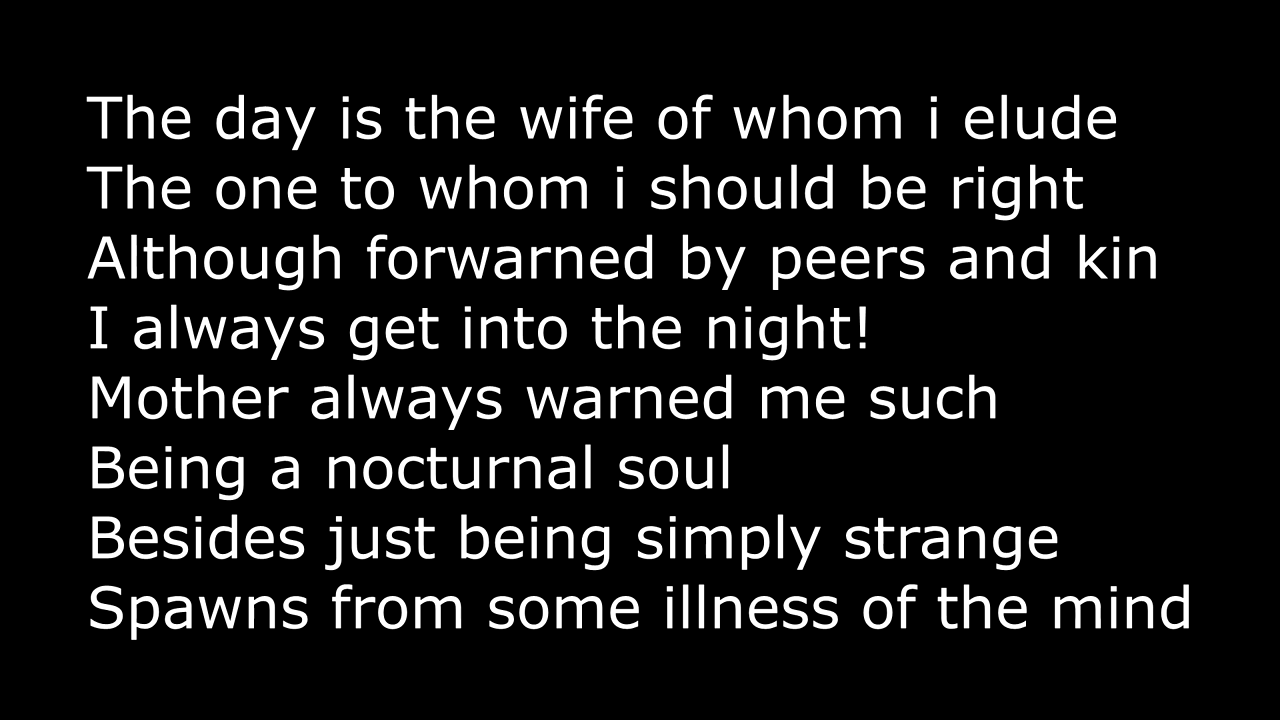 The day is the wife of whom i elude
The one to whom i should be right
Although forwarned by peers and kin
I always get into the night!
Mother always warned me such
Being a nocturnal soul
Besides just being simply strange
Spawns from some illness of the mind